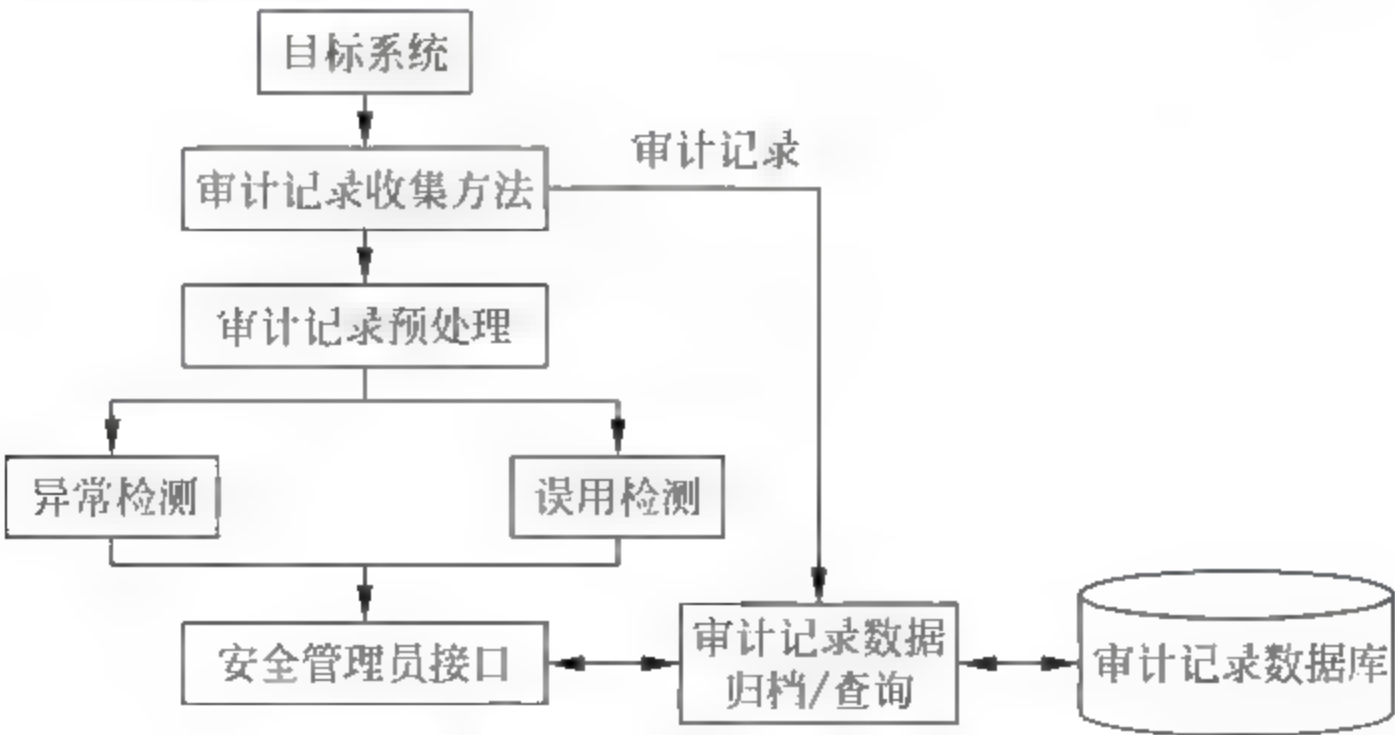 目标系统
审计记录
审计记录收集方法
审计记录预处理
异常检测
误用检测
安全管理员接口
审计记录数据
归档/查询
审计记录数据库